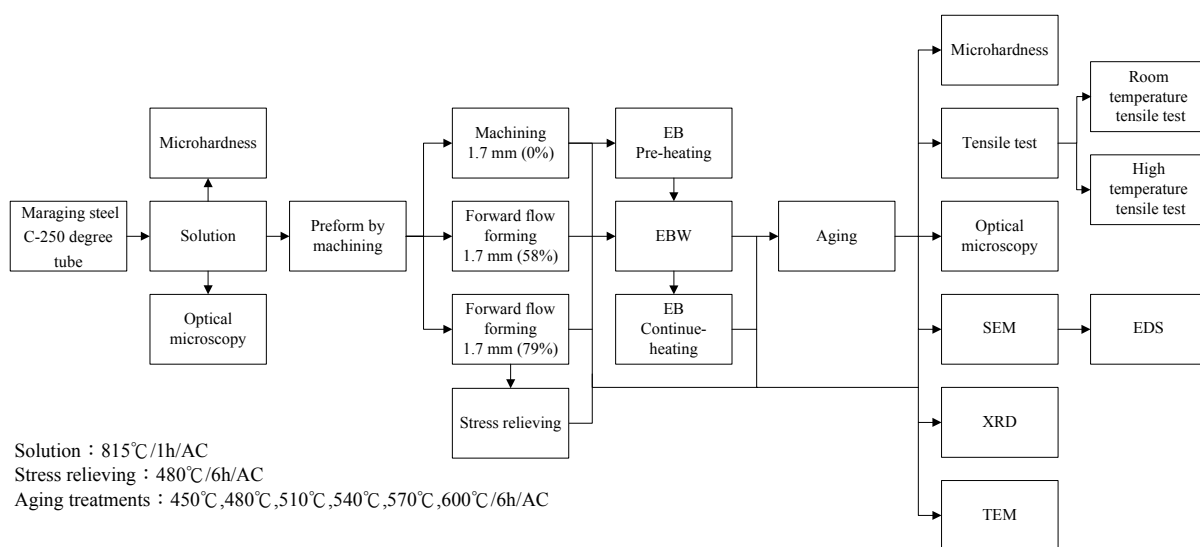 Maraging steel
C-250 degree
tube
Microhardness
Solution
Optical
microscopy
Preform by
machining
Machining
1.7 mm (0%)
Forward flow
forming
1.7 mm (58%)
Forward flow
forming
1.7 mm (79%)
Stress relieving
EB
Pre-heating
EBW
EB
Continue-
heating
Aging
Microhardness
Tensile test
Room
temperature
tensile test
High
temperature
tensile test
Optical
microscopy
SEM
EDS
XRD
TEM
Solution：815℃/1h/AC
Stress relieving：480℃/6h/AC
Aging treatments：450℃,480℃,510℃,540℃,570℃,600℃/6h/AC